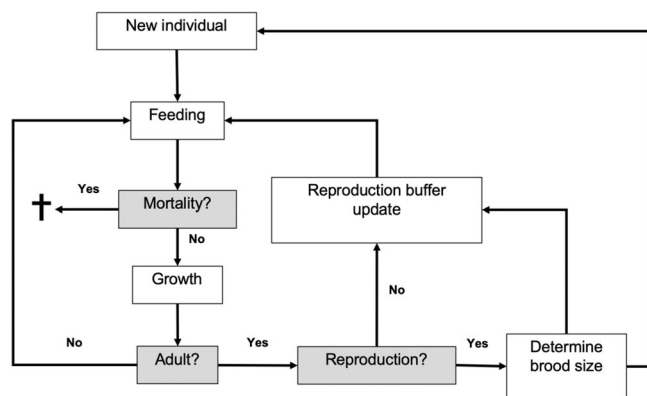 New individual
Feeding
Reproduction buffer
update
Yes
Mortality?
No
Growth
No
No
Adult?
Yes
Reproduction?
Yes
Determine
brood size